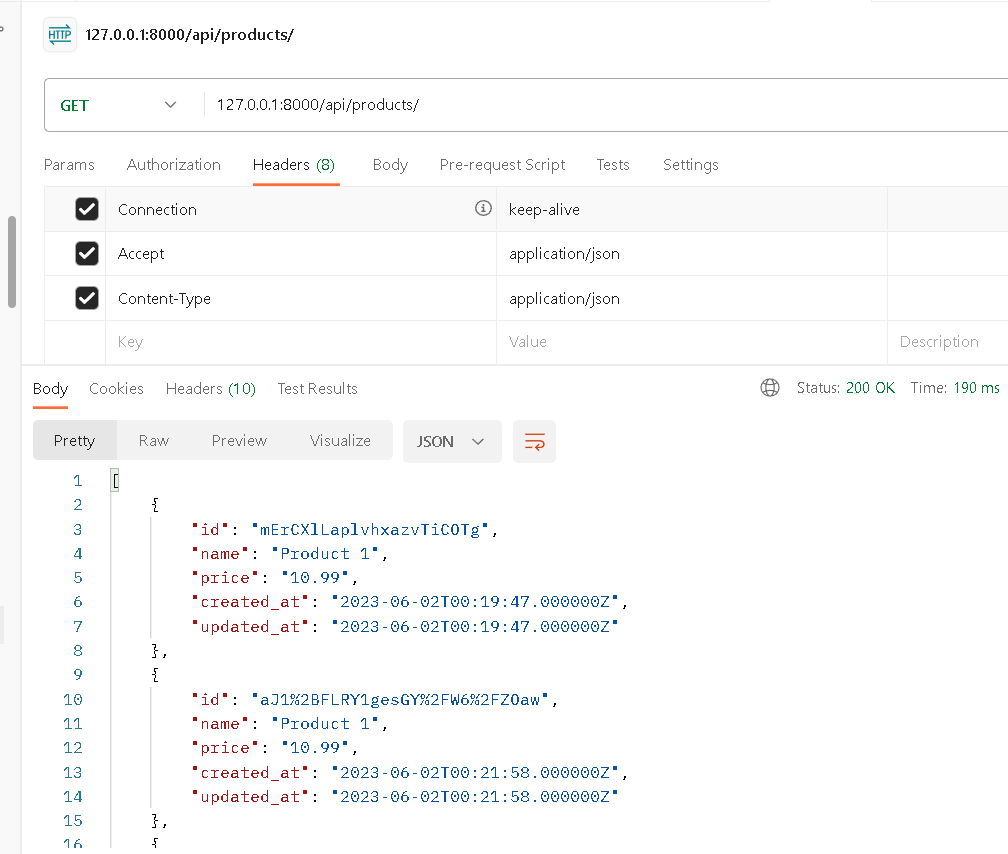 HTTP 127.0.0.1:8000/api/products/
GET 127.0.0.1:8000/api/products/
Params Authorization Headers (8) Body Pre-request Script Tests Settings
Connection keep-alive
Accept application/json
Content-Type application/json
Key Value Description
Body Cookies Headers (10) Test Results Status: 200 OK Time: 190 ms
Pretty Raw Preview Visualize JSON
1 [
2 {
3 "id": "mErCXlLaplvhxazvTiCOTg",
4 "name": "Product 1",
5 "price": "10.99",
6 "created_at": "2023-06-02T00:19:47.000000Z",
7 "updated_at": "2023-06-02T00:19:47.000000Z"
8 },
9 {
10 "id": "aJ1%2BFLRY1gesGY%2FW6%2FZOaw",
11 "name": "Product 1",
12 "price": "10.99",
13 "created_at": "2023-06-02T00:21:58.000000Z",
14 "updated_at": "2023-06-02T00:21:58.000000Z"
15 },
16 {